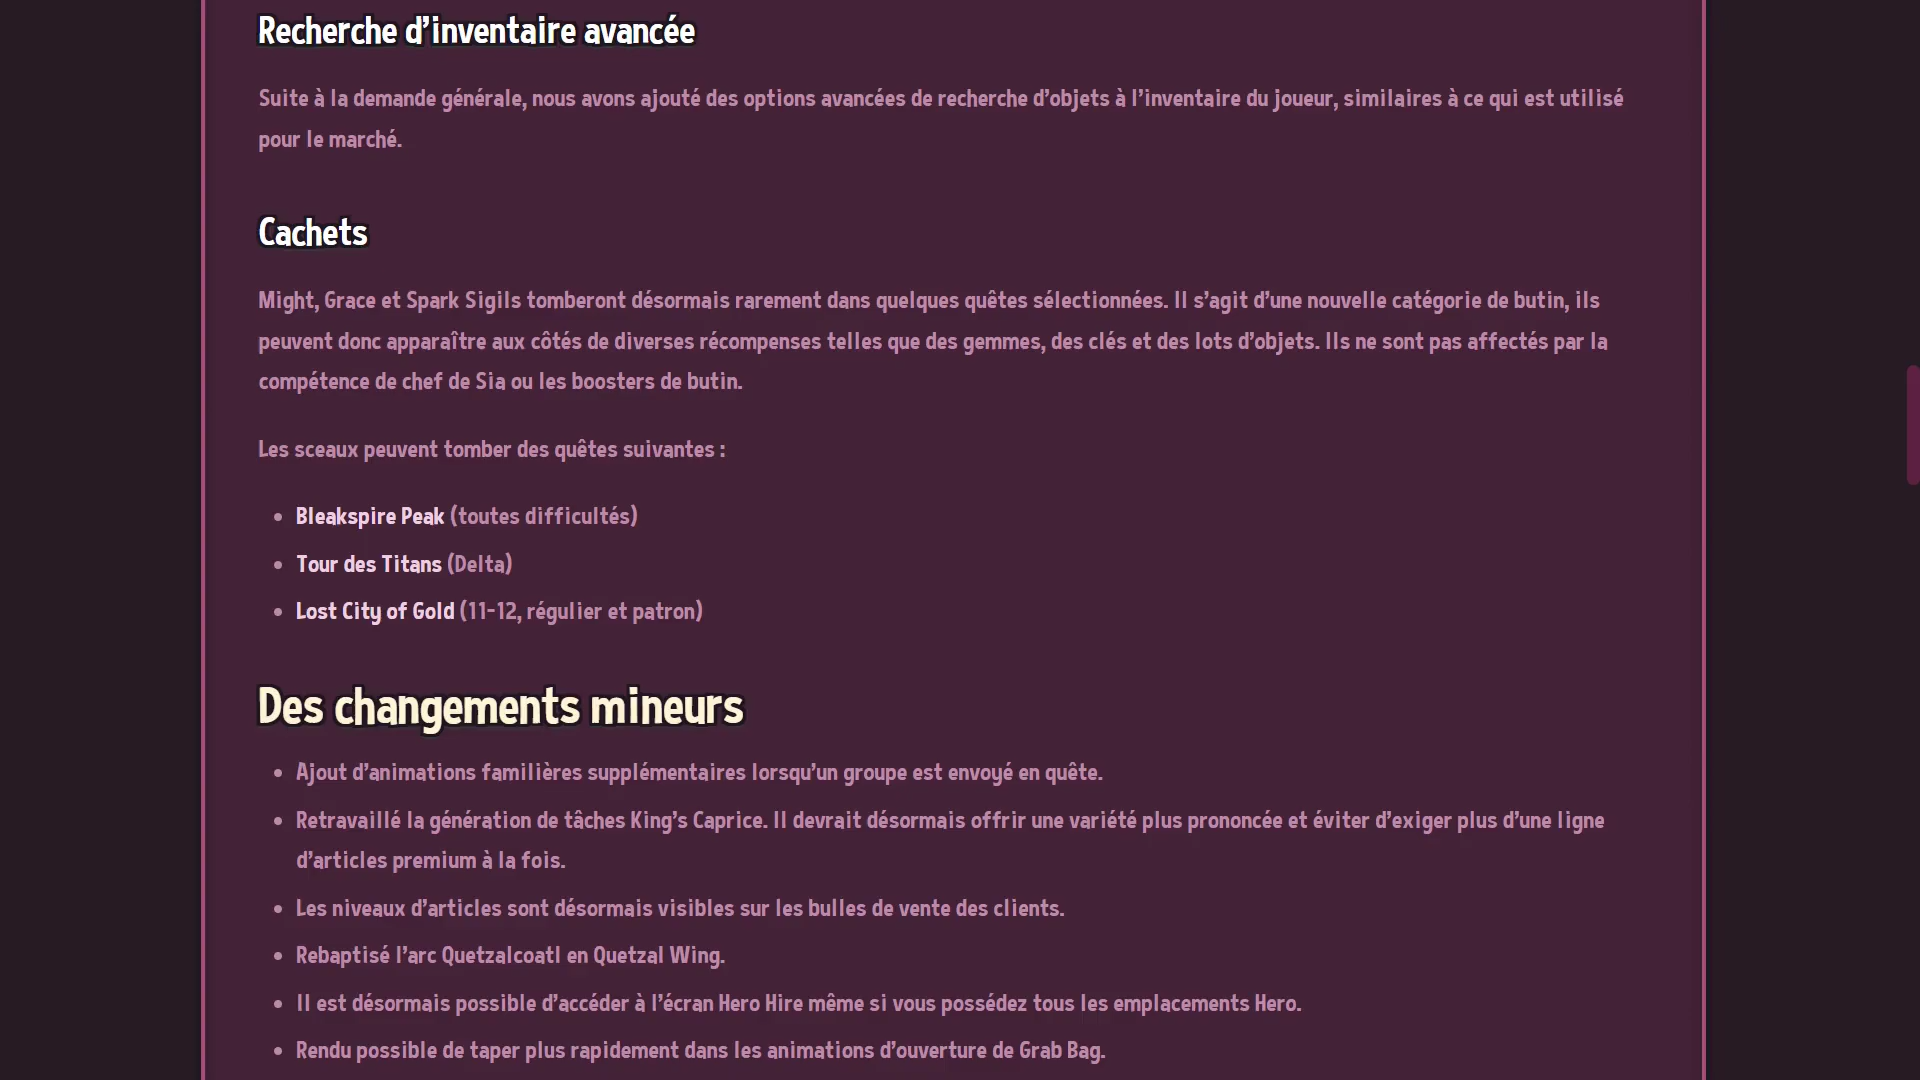 Recherche d’inventaire avancée
Suite à la demande générale, nous avons ajouté des options avancées de recherche d’objets à l’inventaire du joueur, similaires à ce qui est utilisé
pour le marché.
Cachets
Might, Grace et Spark Sigils tomberont désormais rarement dans quelques quêtes sélectionnées. Il s’agit d’une nouvelle catégorie de butin, ils
peuvent donc apparaître aux côtés de diverses récompenses telles que des gemmes, des clés et des lots d’objets. Ils ne sont pas affectés par la
compétence de chef de Sia ou les boosters de butin.
Les sceaux peuvent tomber des quêtes suivantes :
• Bleakspire Peak (toutes difficultés)
• Tour des Titans (Delta)
• Lost City of Gold (11-12, régulier et patron)
Des changements mineurs
• Ajout d’animations familières supplémentaires lorsqu’un groupe est envoyé en quête.
• Retravaillé la génération de tâches King’s Caprice. Il devrait désormais offrir une variété plus prononcée et éviter d’exiger plus d’une ligne
d’articles premium à la fois.
• Les niveaux d’articles sont désormais visibles sur les bulles de vente des clients.
• Rebaptisé l’arc Quetzalcoatl en Quetzal Wing.
• Il est désormais possible d’accéder à l’écran Hero Hire même si vous possédez tous les emplacements Hero.
• Rendu possible de taper plus rapidement dans les animations d’ouverture de Grab Bag.